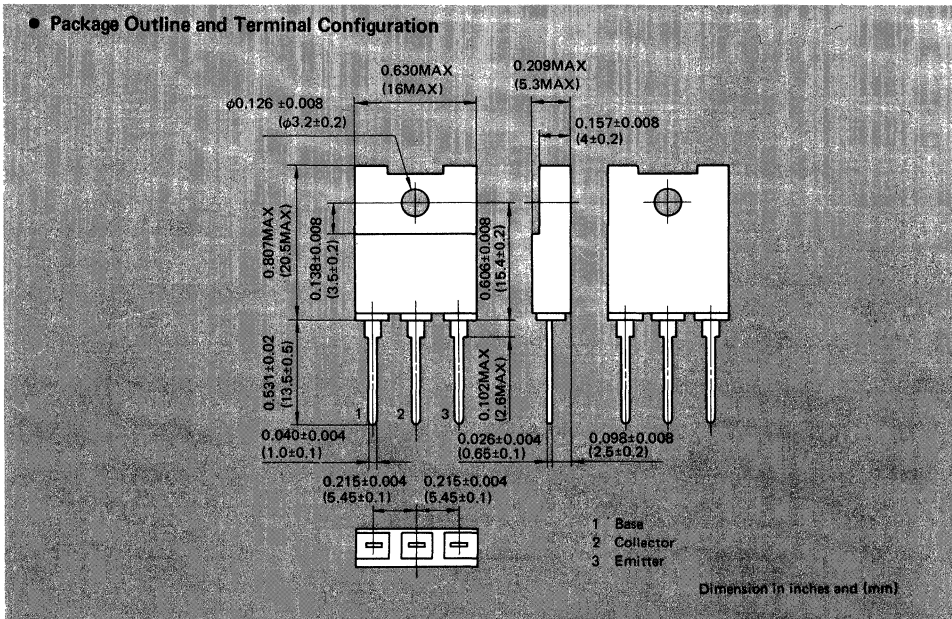 ● Package Outline and Terminal Configuration
0.630MAX
(16MAX)
0.209MAX
(5.3MAX)
φ0.126 ±0.008
(φ3.2±0.2)
0.157±0.008
(4±0.2)
0.807MAX
(20.5MAX)
0.138±0.008
(3.5±0.2)
0.606±0.008
(15.4±0.2)
0.531±0.02
(13.5±0.5)
0.102MAX
(2.6MAX)
1 2 3
0.040±0.004
(1.0±0.1)
0.026±0.004
(0.65±0.1)
0.098±0.008
(2.5±0.2)
0.215±0.004 0.215±0.004
(5.45±0.1) (5.45±0.1)
1 Base
2 Collector
3 Emitter
Dimension in inches and (mm)